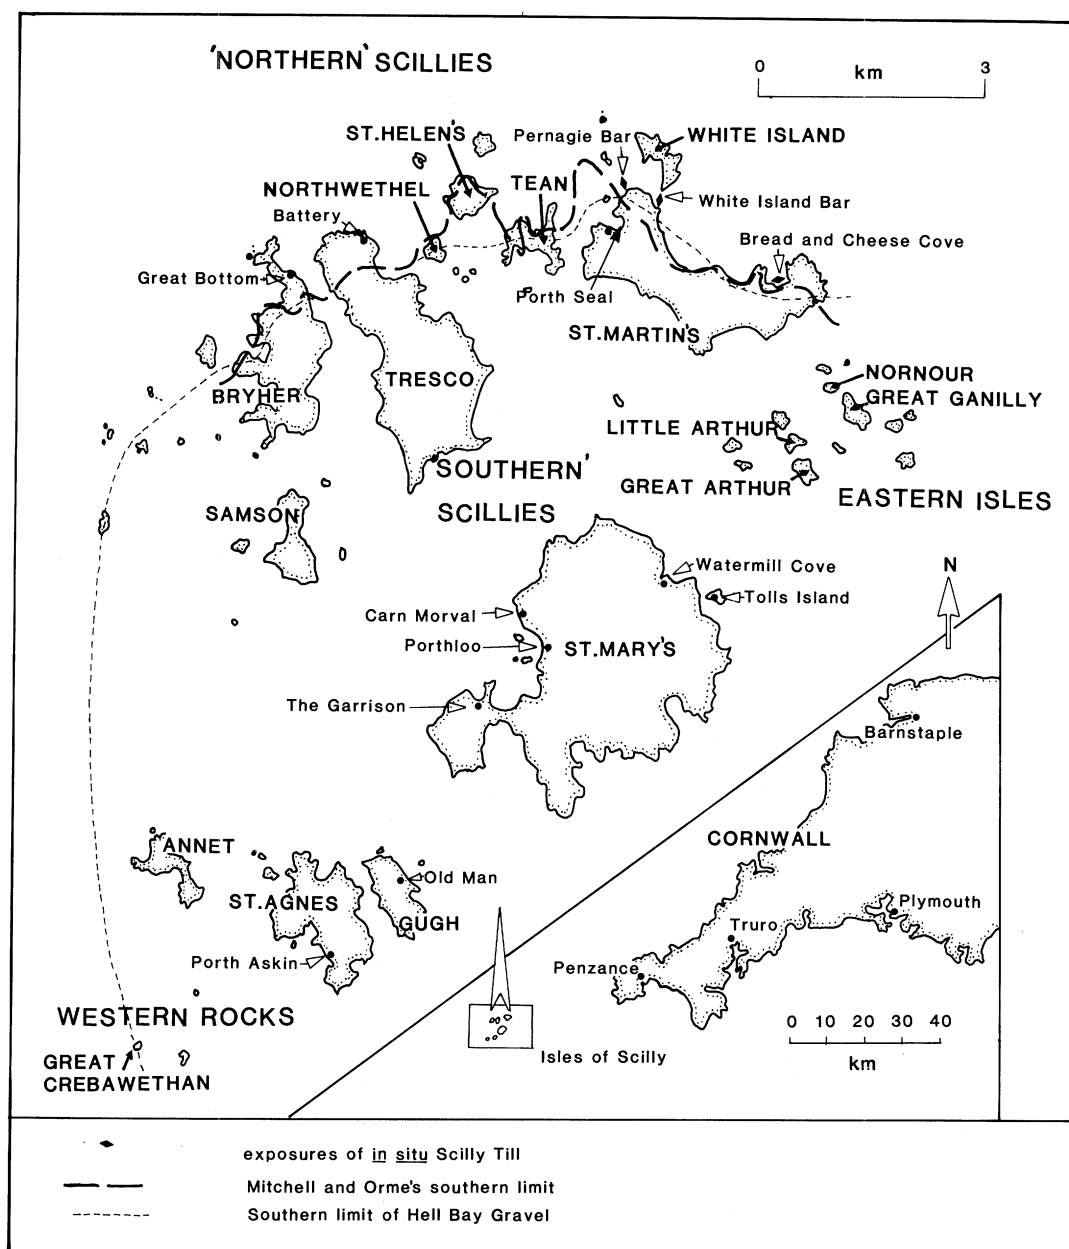 'NORTHERN' SCILLIES
0 km 3
ST.HELEN'S
Pernagie Bar
WHITE ISLAND
NORTHWETHEL
TEAN
White Island Bar
Battery
Bread and Cheese Cove
Great Bottom
Porth Seal
ST.MARTIN'S
BRYHER
TRESCO
NORNOUR
GREAT GANILLY
LITTLE ARTHUR
GREAT ARTHUR
SOUTHERN'
SCILLIES
EASTERN ISLES
SAMSON
Watermill Cove
Tolls Island
N
Carn Morval
Porthloo
ST.MARY'S
The Garrison
Barnstaple
CORNWALL
ANNET
Old Man
ST.AGNES
GUGH
Plymouth
Truro
Porth Askin
Penzance
WESTERN ROCKS
0 10 20 30 40
km
GREAT
CREBAWETHAN
Isles of Scilly
exposures of in situ Scilly Till
Mitchell and Orme's southern limit
Southern limit of Hell Bay Gravel